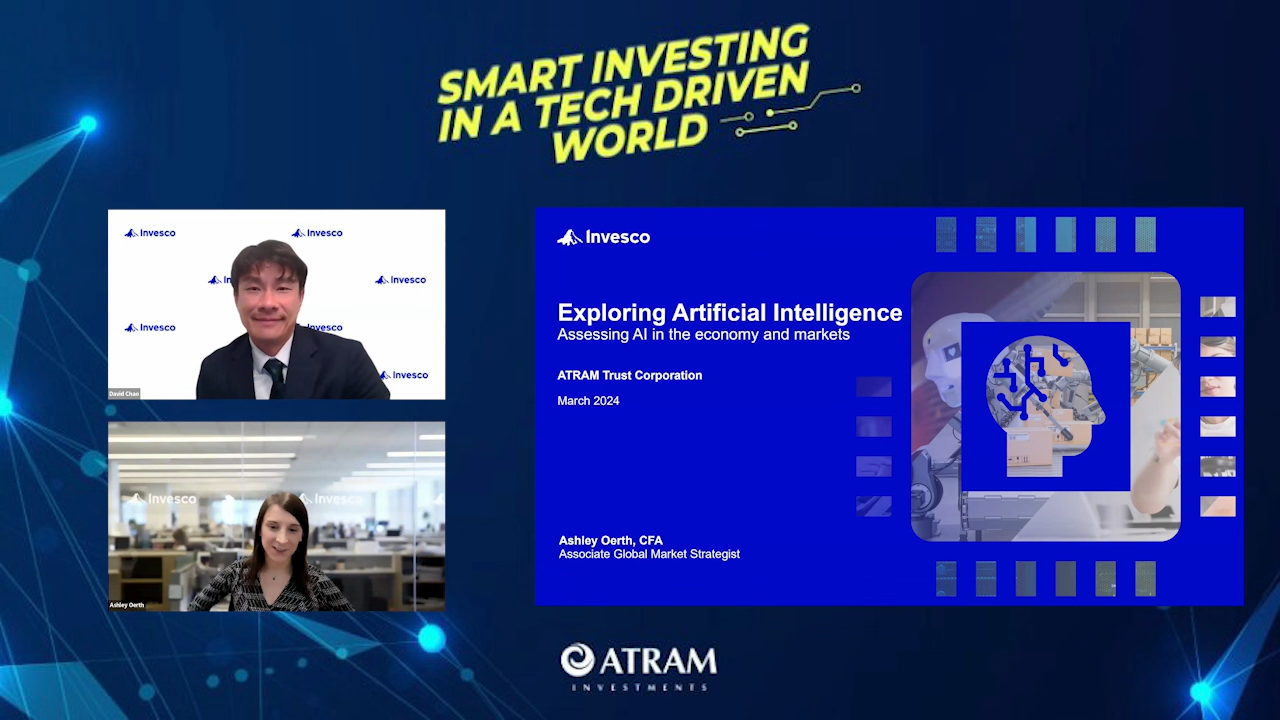 SMART INVESTING
IN A TECH DRIVEN
WORLD
Invesco
Invesco
In
Invesco
Invesco
Invesco
Invesco
David Chao
Invesco
Invesco
Ashley Oerth
Invesco
Exploring Artificial Intelligence
Assessing AI in the economy and markets
ATRAM Trust Corporation
March 2024
Ashley Oerth, CFA
Associate Global Market Strategist
ATRAM
INVESTMENTS